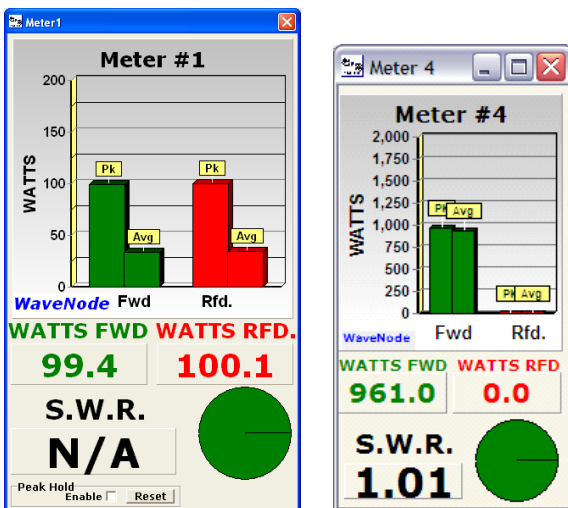 Meter1
Meter #1
200
150
100
50
0
WATTS
Pk
Avg
Pk
Avg
WaveNode Fwd Rfd.
WATTS FWD WATTS RFD.
99.4 100.1
S.W.R.
N/A
Peak Hold
Enable Reset
Meter 4
Meter #4
2,000
1,750
1,500
1,250
1,000
750
500
250
0
WATTS
Pk Avg
Pk Avg
WaveNode Fwd Rfd.
WATTS FWD WATTS RFD
961.0 0.0
S.W.R.
1.01